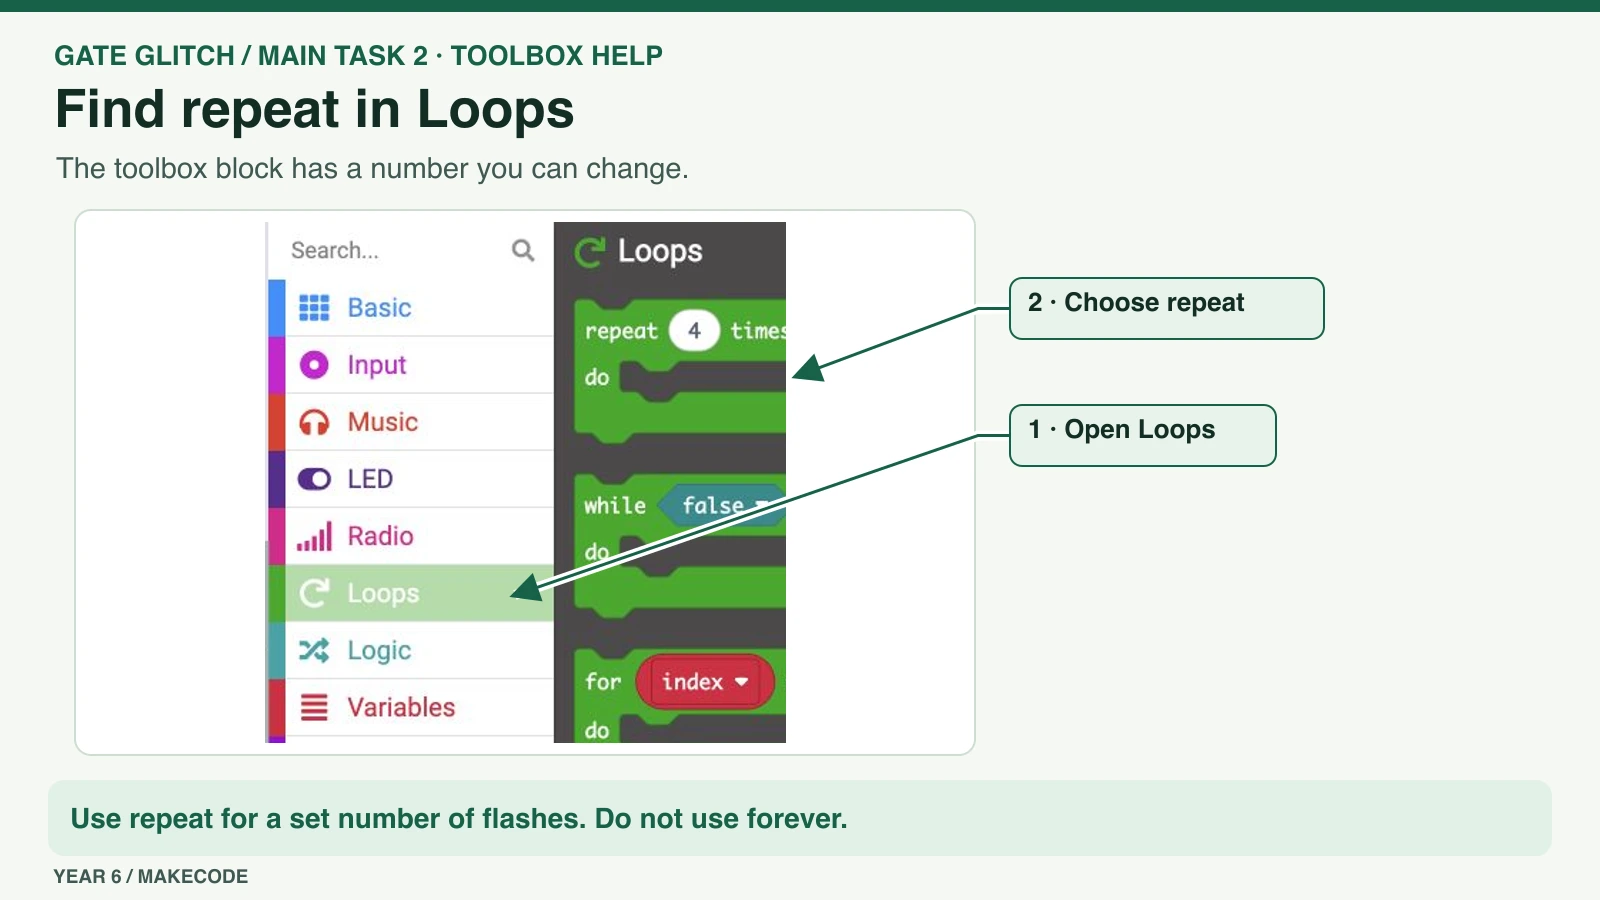 GATE GLITCH / MAIN TASK 2 · TOOLBOX HELP
Find repeat in Loops
The toolbox block has a number you can change.
Search...
Basic
Input
Music
LED
Radio
Loops
Logic
Variables
Loops
repeat 4 times
do
while false
do
for index
do
2 · Choose repeat
1 · Open Loops
Use repeat for a set number of flashes. Do not use forever.
YEAR 6 / MAKECODE